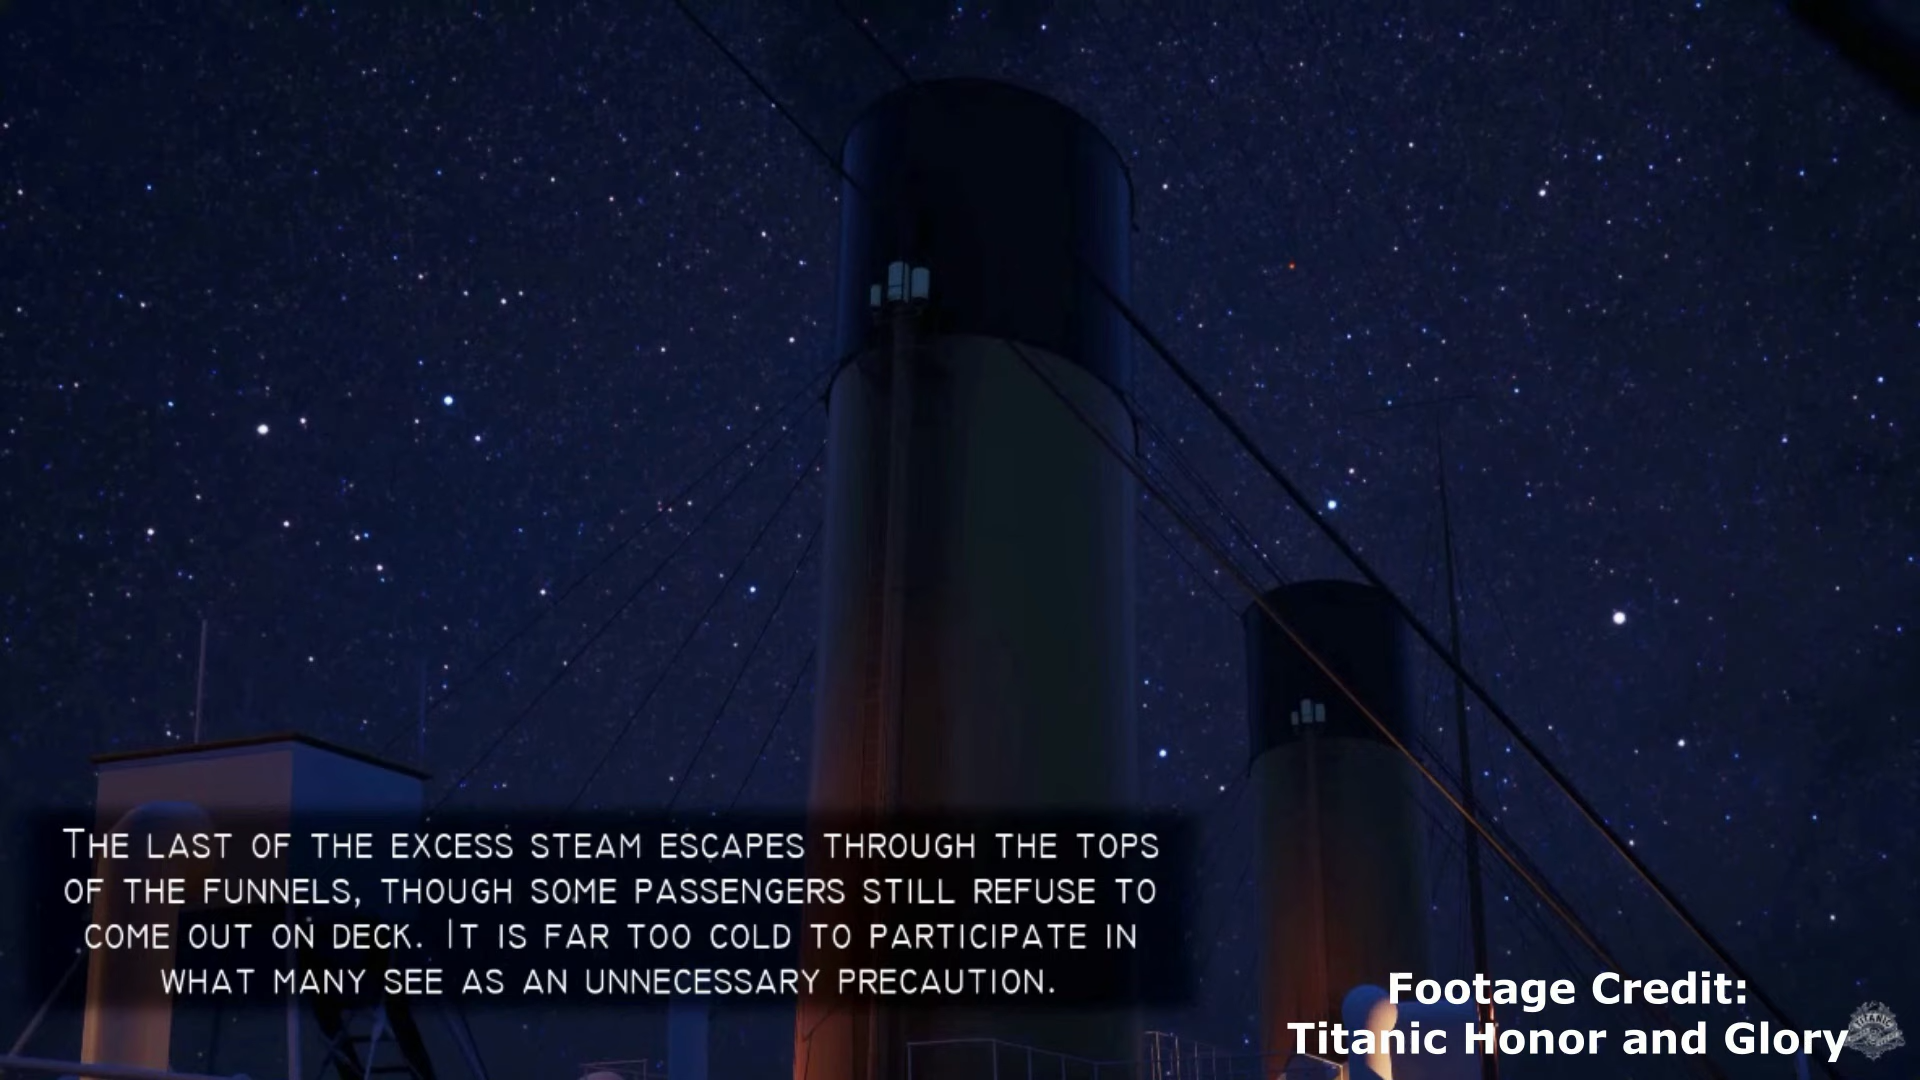 The last of the excess steam escapes through the tops
of the funnels, though some passengers still refuse to
come out on deck. It is far too cold to participate in
what many see as an unnecessary precaution.
Footage Credit:
Titanic Honor and Glory
TITANIC